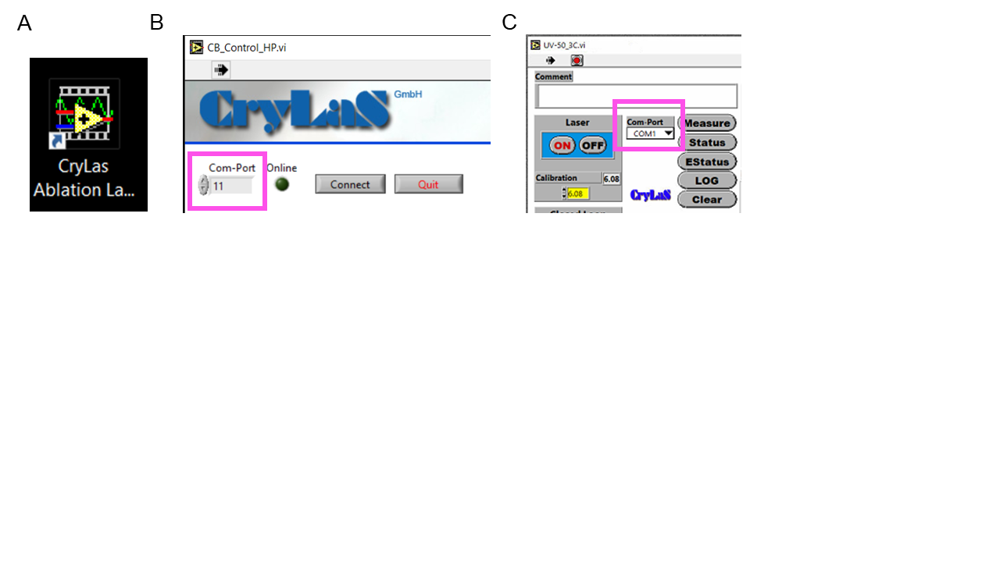 A
CryLas
Ablation La...
B
CB_Control_HP.vi
CryLaS GmbH
Com-Port
11
Online
Connect
Quit
C
UV-50_3C.vi
Comment
Laser
ON OFF
Com-Port
COM1
Measure
Status
EStatus
LOG
Clear
Calibration
6.08
6.08
CryLaS